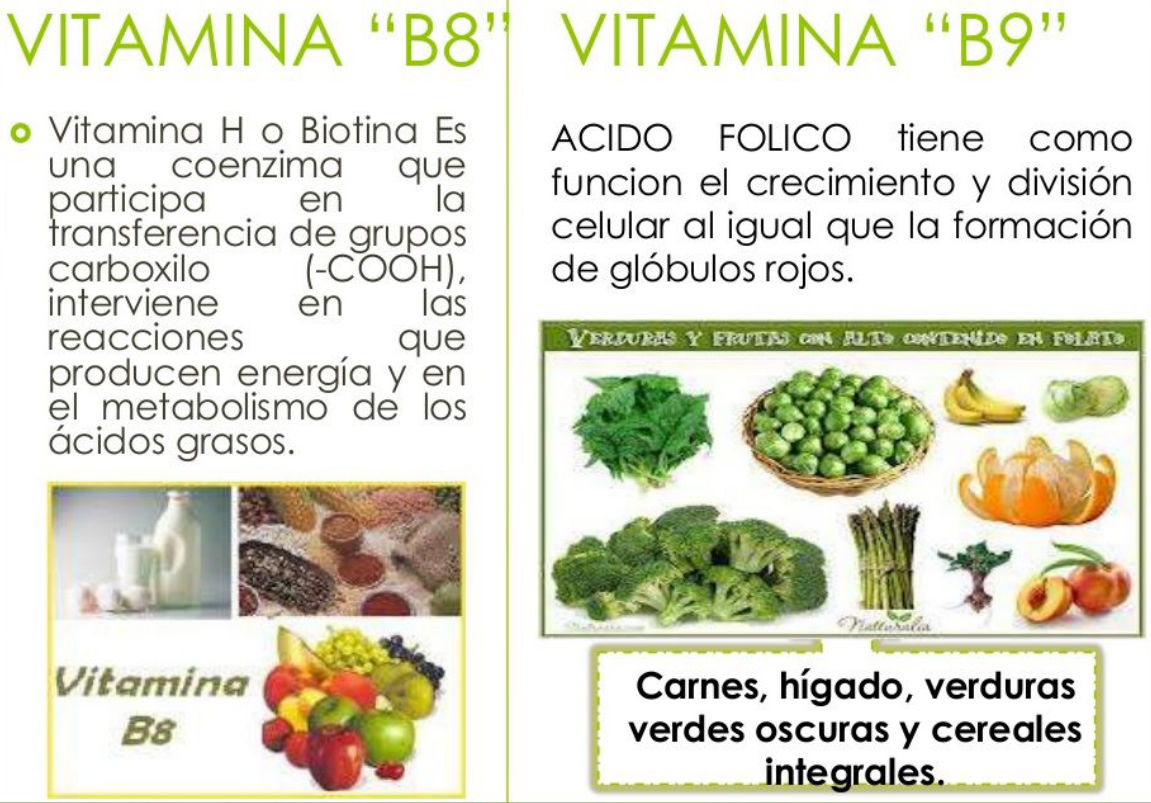 VITAMINA “B8”
Vitamina H o Biotina Es
una coenzima que
participa en la
transferencia de grupos
carboxilo (-COOH),
interviene en las
reacciones que
producen energía y en
el metabolismo de los
ácidos grasos.
Vitamina
B8
VITAMINA “B9”
ACIDO FOLICO tiene como
funcion el crecimiento y división
celular al igual que la formación
de glóbulos rojos.
VERDURAS Y FRUTAS CON ALTO CONTENIDO EN FOLATO
Natturalia
Carnes, hígado, verduras
verdes oscuras y cereales
integrales.